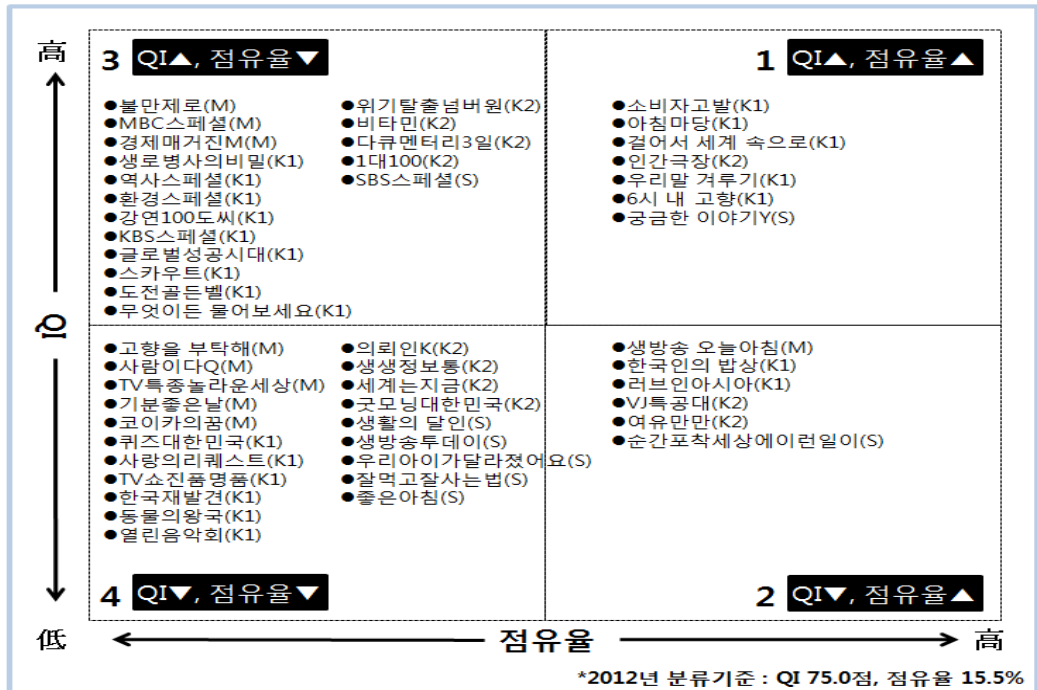 高
3 QI▲, 점유율▼
●불만제로(M)
●MBC스페셜(M)
●경제매거진M(M)
●생로병사의비밀(K1)
●역사스페셜(K1)
●환경스페셜(K1)
●강연100도씨(K1)
●KBS스페셜(K1)
●글로벌성공시대(K1)
●스카우트(K1)
●도전골든벨(K1)
●무엇이든 물어보세요(K1)
●위기탈출넘버원(K2)
●비타민(K2)
●다큐멘터리3일(K2)
●1대100(K2)
●SBS스페셜(S)
1 QI▲, 점유율▲
●소비자고발(K1)
●아침마당(K1)
●걸어서 세계 속으로(K1)
●인간극장(K2)
●우리말 겨루기(K1)
●6시 내 고향(K1)
●궁금한 이야기Y(S)
QI
●고향을 부탁해(M)
●사람이다Q(M)
●TV특종놀라운세상(M)
●기분좋은날(M)
●코이카의꿈(M)
●퀴즈대한민국(K1)
●사랑의리퀘스트(K1)
●TV쇼진품명품(K1)
●한국재발견(K1)
●동물의왕국(K1)
●열린음악회(K1)
●의뢰인K(K2)
●생생정보통(K2)
●세계는지금(K2)
●굿모닝대한민국(K2)
●생활의 달인(S)
●생방송투데이(S)
●우리아이가달라졌어요(S)
●잘먹고잘사는법(S)
●좋은아침(S)
4 QI▼, 점유율▼
●생방송 오늘아침(M)
●한국인의 밥상(K1)
●러브인아시아(K1)
●VJ특공대(K2)
●여유만만(K2)
●순간포착세상에이런일이(S)
2 QI▼, 점유율▲
低
점유율
高
*2012년 분류기준 : QI 75.0점, 점유율 15.5%